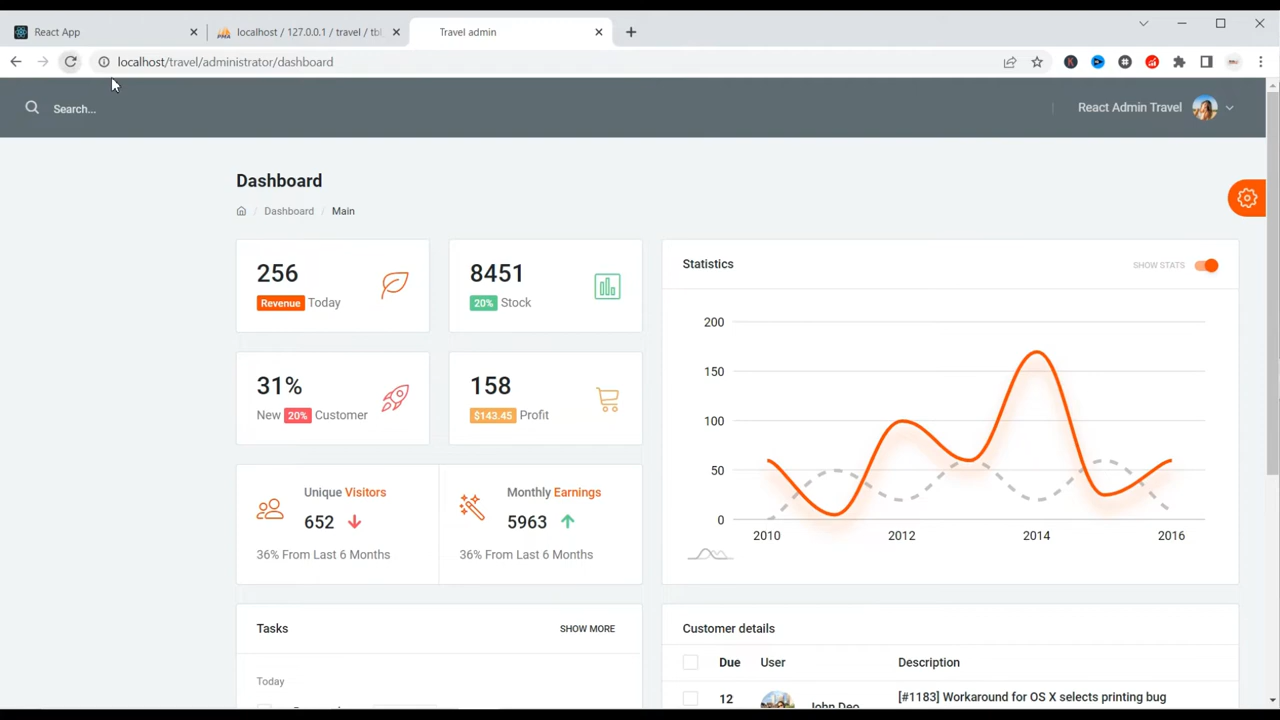 React App
PMA
localhost / 127.0.0.1 / travel / tbl
Travel admin
localhost/travel/administrator/dashboard
Search...
React Admin Travel
Dashboard
/ Dashboard / Main
256
Revenue Today
8451
20% Stock
31%
New 20% Customer
158
$143.45 Profit
Unique Visitors
652
36% From Last 6 Months
Monthly Earnings
5963
36% From Last 6 Months
Statistics
SHOW STATS
200
150
100
50
0
2010 2012 2014 2016
Tasks
SHOW MORE
Today
Customer details
Due User Description
12
John Deo
[#1183] Workaround for OS X selects printing bug